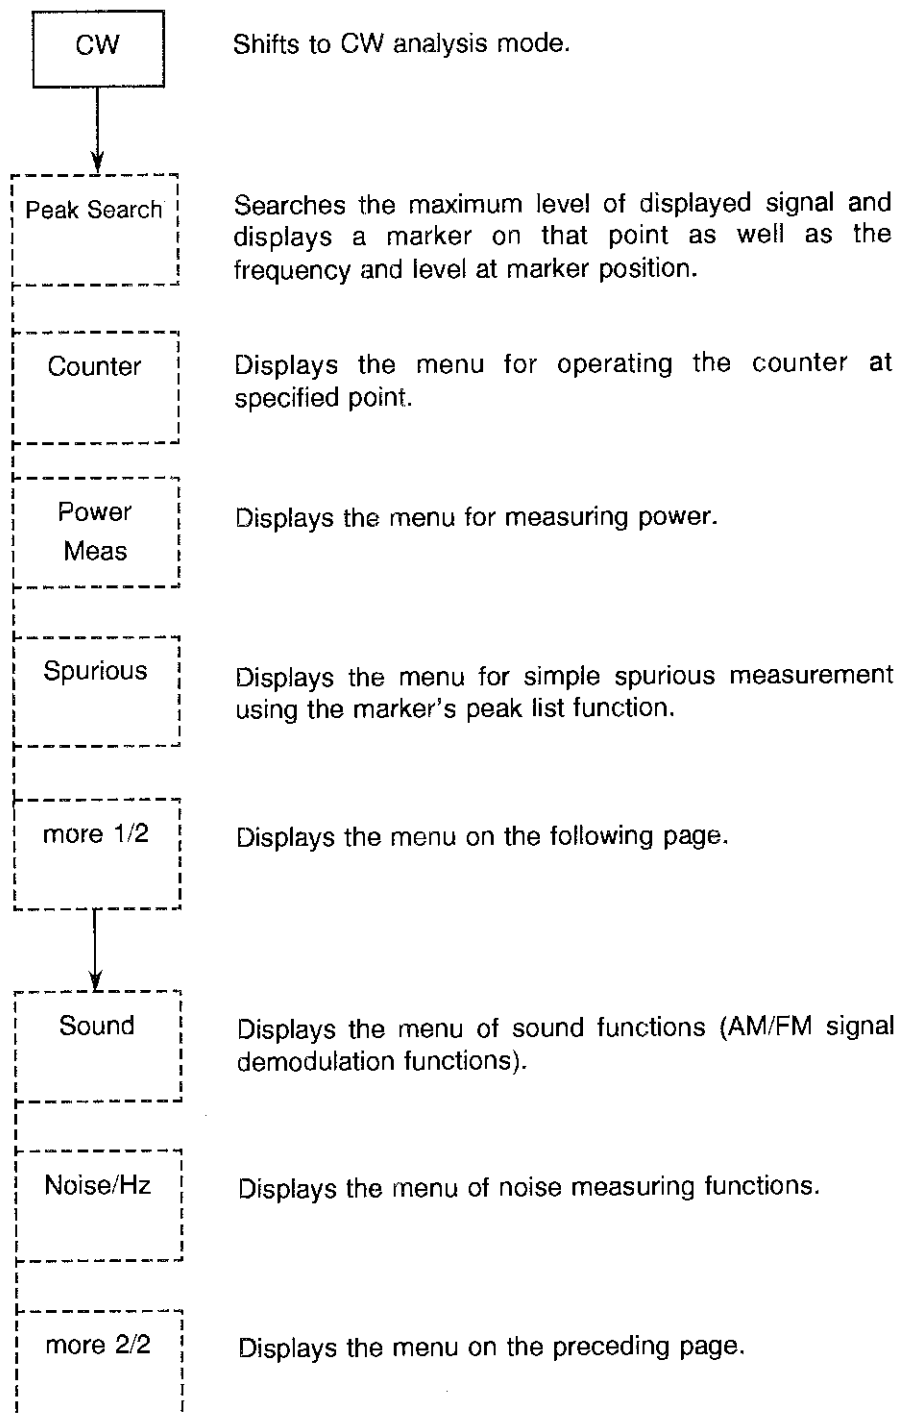 CW
Shifts to CW analysis mode.
Peak Search
Searches the maximum level of displayed signal and
displays a marker on that point as well as the
frequency and level at marker position.
Counter
Displays the menu for operating the counter at
specified point.
Power
Meas
Displays the menu for measuring power.
Spurious
Displays the menu for simple spurious measurement
using the marker's peak list function.
more 1/2
Displays the menu on the following page.
Sound
Displays the menu of sound functions (AM/FM signal
demodulation functions).
Noise/Hz
Displays the menu of noise measuring functions.
more 2/2
Displays the menu on the preceding page.